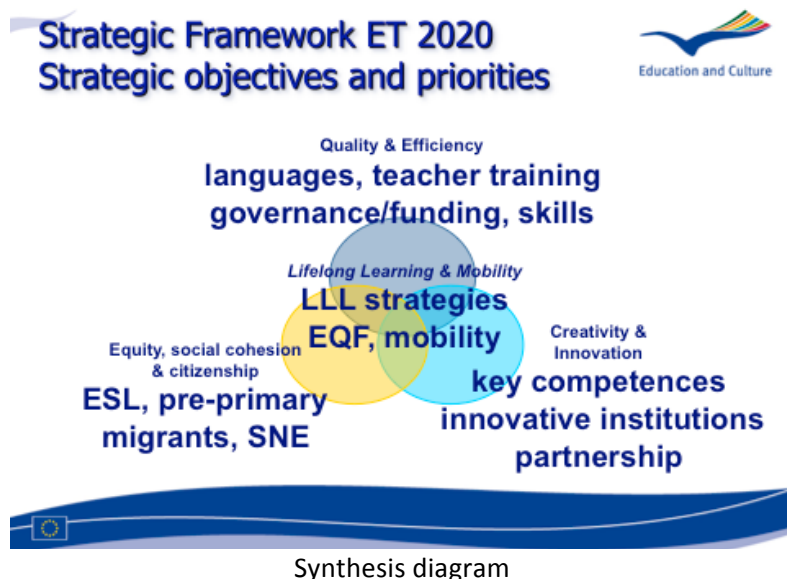 Strategic Framework ET 2020
Strategic objectives and priorities
Education and Culture
Quality & Efficiency
languages, teacher training
governance/funding, skills
Lifelong Learning & Mobility
LLL strategies
EQF, mobility
Equity, social cohesion
& citizenship
ESL, pre-primary
migrants, SNE
Creativity &
Innovation
key competences
innovative institutions
partnership
Synthesis diagram